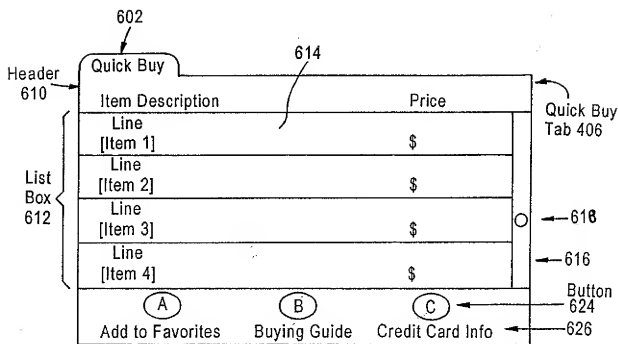 602
Quick Buy
614
Header
610
Item Description Price
Quick Buy
Tab 406
List
Box
612
Line
[Item 1] $
Line
[Item 2] $
Line
[Item 3] $
Line
[Item 4] $
618
616
A B C
Button
624
Add to Favorites Buying Guide Credit Card Info
626